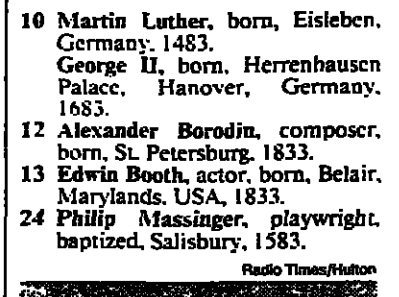 10 Martin Luther, born, Eisleben,
Germany, 1483.
George II, born, Herrenhausen
Palace, Hanover, Germany,
1683.
12 Alexander Borodin, composer,
born, St. Petersburg, 1833.
13 Edwin Booth, actor, born, Belair,
Marylands, USA, 1833.
24 Philip Massinger, playwright,
baptized, Salisbury, 1583.
Radio Times/Hulton